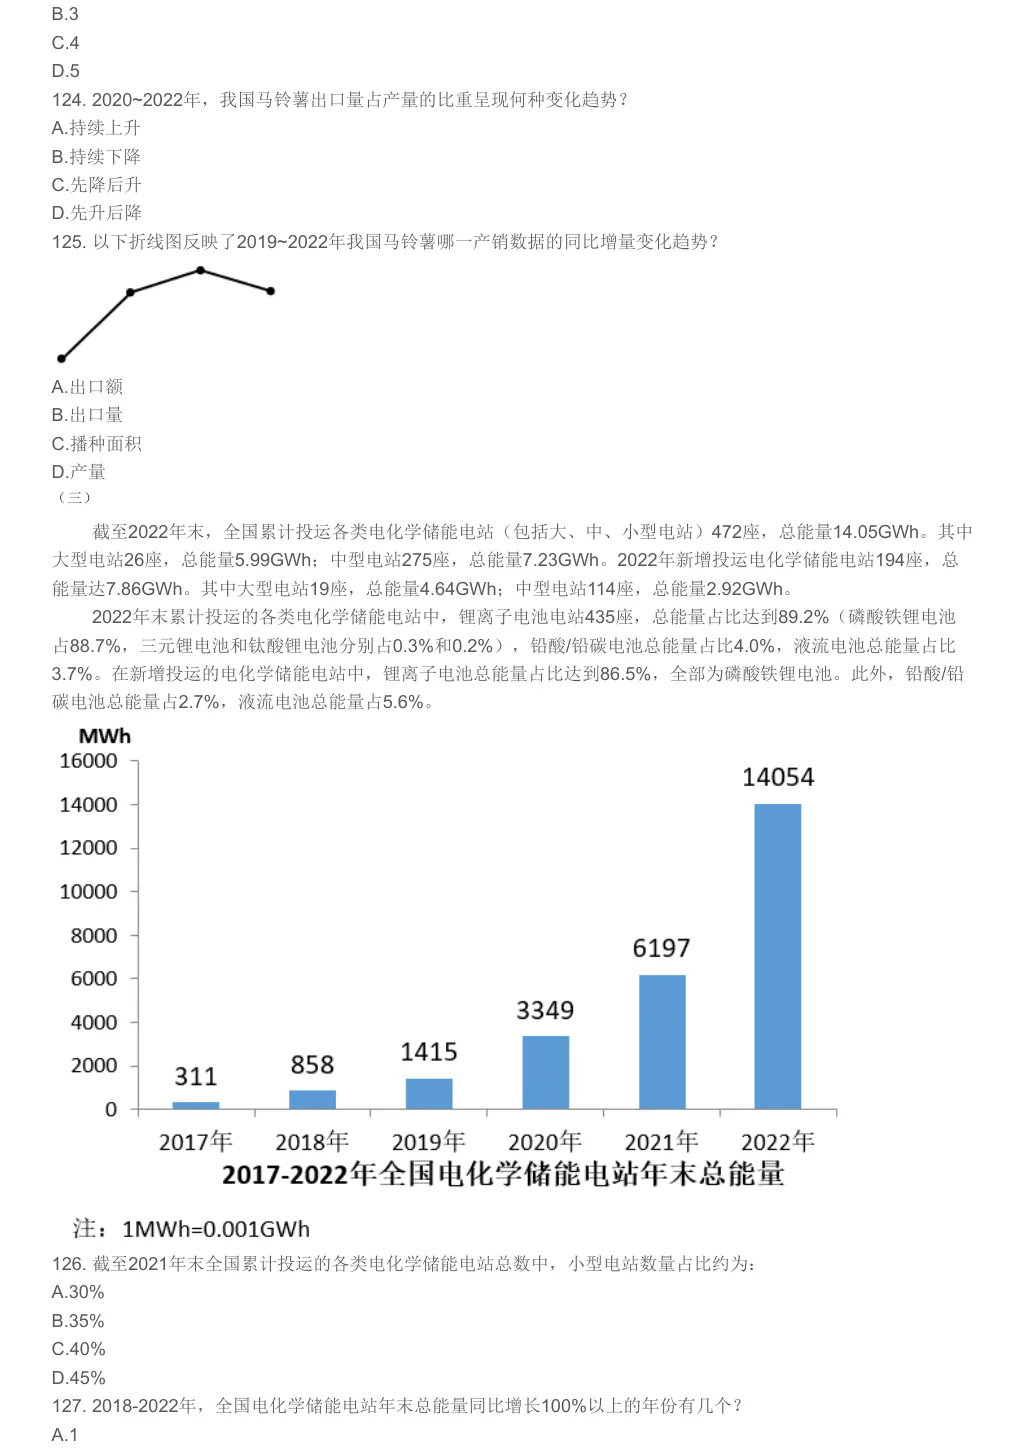 B.3
C.4
D.5
124. 2020~2022年，我国马铃薯出口量占产量的比重呈现何种变化趋势？
A.持续上升
B.持续下降
C.先降后升
D.先升后降
125. 以下折线图反映了2019~2022年我国马铃薯哪一产销数据的同比增量变化趋势？
A.出口额
B.出口量
C.播种面积
D.产量
（三）
截至2022年末，全国累计投运各类电化学储能电站（包括大、中、小型电站）472座，总能量14.05GWh。其中
大型电站26座，总能量5.99GWh；中型电站275座，总能量7.23GWh。2022年新增投运电化学储能电站194座，总
能量达7.86GWh。其中大型电站19座，总能量4.64GWh；中型电站114座，总能量2.92GWh。
2022年末累计投运的各类电化学储能电站中，锂离子电池电站435座，总能量占比达到89.2%（磷酸铁锂电池
占88.7%，三元锂电池和钛酸锂电池分别占0.3%和0.2%），铅酸/铅碳电池总能量占比4.0%，液流电池总能量占比
3.7%。在新增投运的电化学储能电站中，锂离子电池总能量占比达到86.5%，全部为磷酸铁锂电池。此外，铅酸/铅
碳电池总能量占2.7%，液流电池总能量占5.6%。
MWh
16000
14000
12000
10000
8000
6000
4000
2000
0
311
858
1415
3349
6197
14054
2017年 2018年 2019年 2020年 2021年 2022年
2017-2022年全国电化学储能电站年末总能量
注：1MWh=0.001GWh
126. 截至2021年末全国累计投运的各类电化学储能电站总数中，小型电站数量占比约为：
A.30%
B.35%
C.40%
D.45%
127. 2018-2022年，全国电化学储能电站年末总能量同比增长100%以上的年份有几个？
A.1